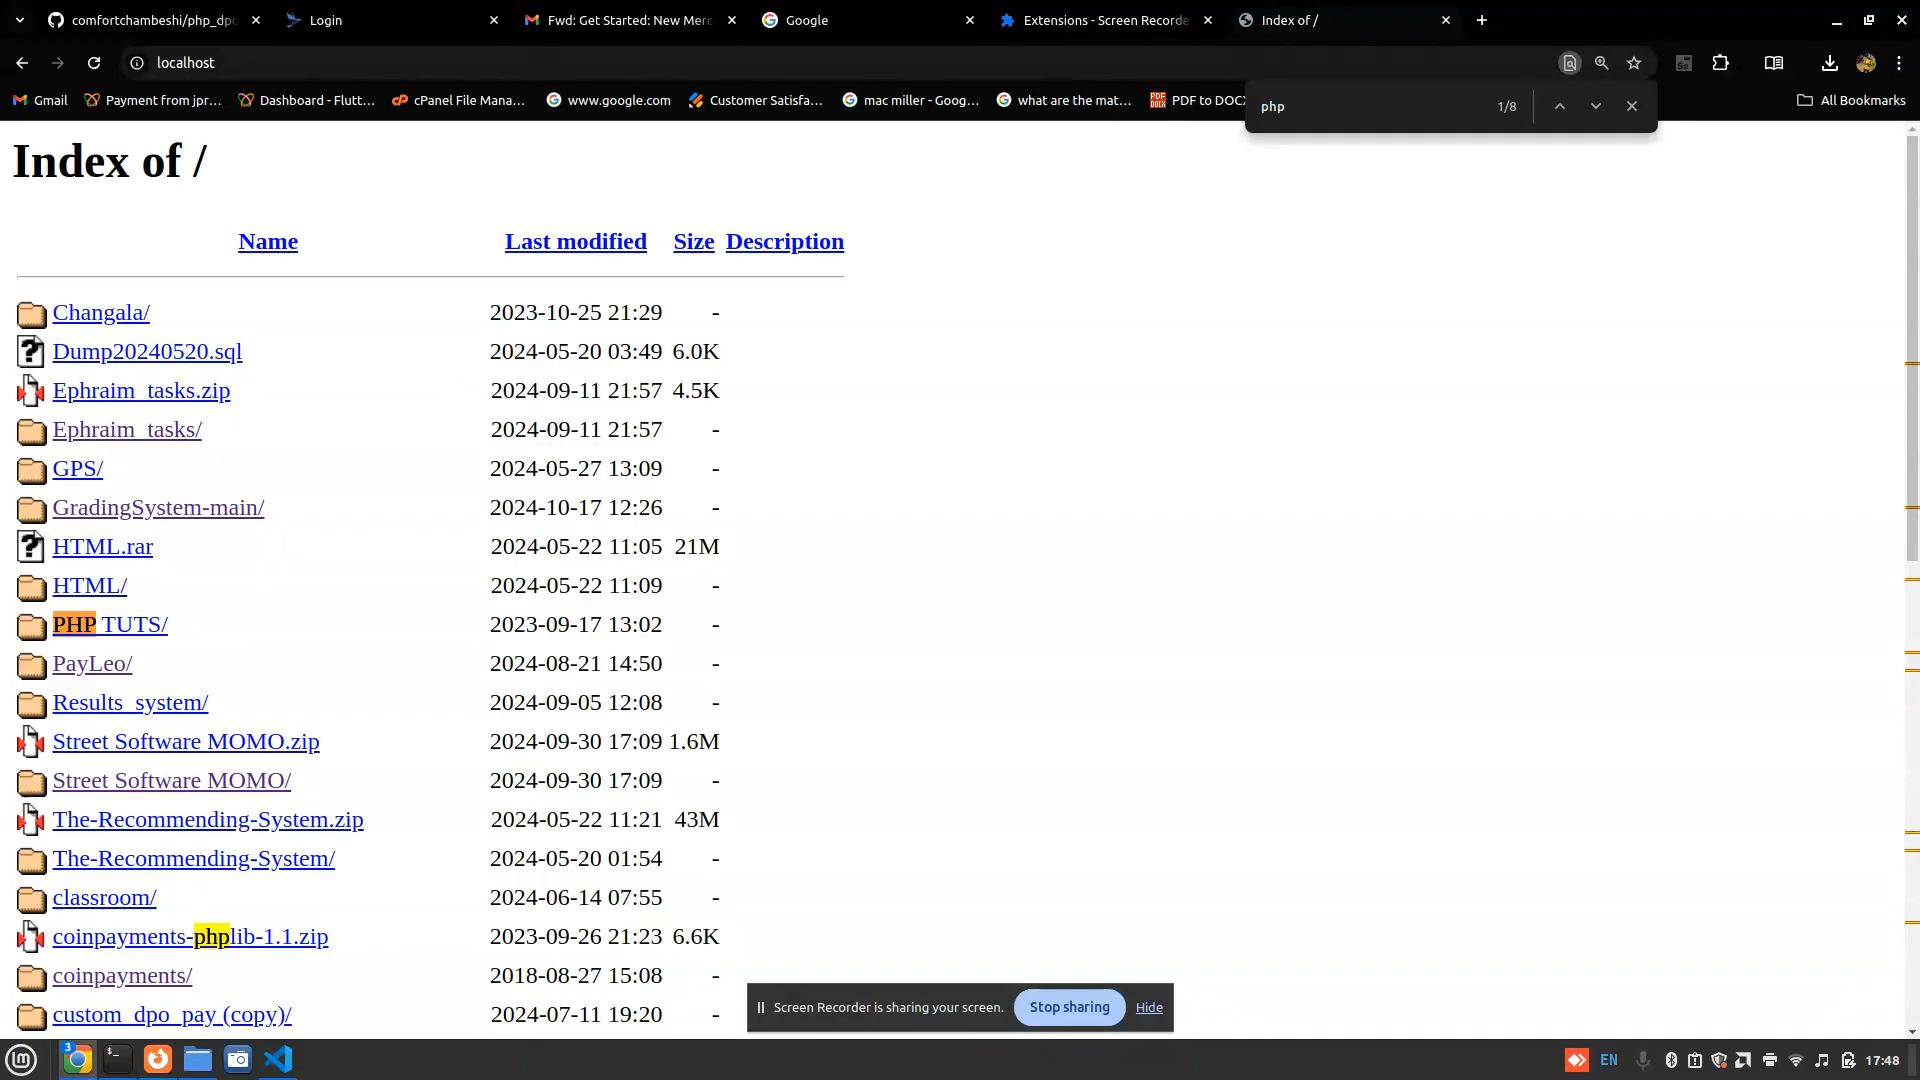 comfortchambeshi/php_dpo
Login
Fwd: Get Started: New Merc
Google
Extensions - Screen Recorde
Index of /
localhost
Gmail
Payment from jpr...
Dashboard - Flutt...
cPanel File Mana...
www.google.com
Customer Satisfa...
mac miller - Goog...
what are the mat...
PDF to DOCX
All Bookmarks
php
1/8
Index of /
Name Last modified Size Description
Changala/ 2023-10-25 21:29 -
Dump20240520.sql 2024-05-20 03:49 6.0K
Ephraim_tasks.zip 2024-09-11 21:57 4.5K
Ephraim_tasks/ 2024-09-11 21:57 -
GPS/ 2024-05-27 13:09 -
GradingSystem-main/ 2024-10-17 12:26 -
HTML.rar 2024-05-22 11:05 21M
HTML/ 2024-05-22 11:09 -
PHP TUTS/ 2023-09-17 13:02 -
PayLeo/ 2024-08-21 14:50 -
Results_system/ 2024-09-05 12:08 -
Street Software MOMO.zip 2024-09-30 17:09 1.6M
Street Software MOMO/ 2024-09-30 17:09 -
The-Recommending-System.zip 2024-05-22 11:21 43M
The-Recommending-System/ 2024-05-20 01:54 -
classroom/ 2024-06-14 07:55 -
coinpayments-phplib-1.1.zip 2023-09-26 21:23 6.6K
coinpayments/ 2018-08-27 15:08 -
custom_dpo_pay (copy)/ 2024-07-11 19:20 -
Screen Recorder is sharing your screen. Stop sharing Hide
3
EN
17:48